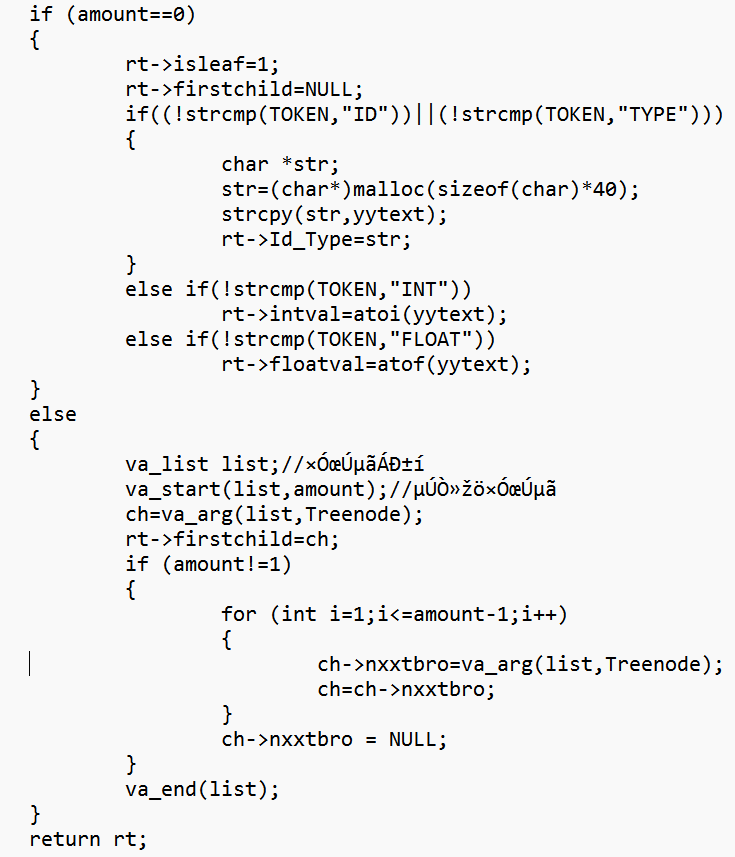 if (amount==0)
{
rt->isleaf=1;
rt->firstchild=NULL;
if((!strcmp(TOKEN,"ID"))||(!strcmp(TOKEN,"TYPE")))
{
char *str;
str=(char*)malloc(sizeof(char)*40);
strcpy(str,yytext);
rt->Id_Type=str;
}
else if(!strcmp(TOKEN,"INT"))
rt->intval=atoi(yytext);
else if(!strcmp(TOKEN,"FLOAT"))
rt->floatval=atof(yytext);
}
else
{
va_list list;//×ÓœÚµãÁÐ±í
va_start(list,amount);//µÚÒ»žö×ÓœÚµã
ch=va_arg(list,Treenode);
rt->firstchild=ch;
if (amount!=1)
{
for (int i=1;i<=amount-1;i++)
{
ch->nxxtbro=va_arg(list,Treenode);
ch=ch->nxxtbro;
}
ch->nxxtbro = NULL;
}
va_end(list);
}
return rt;